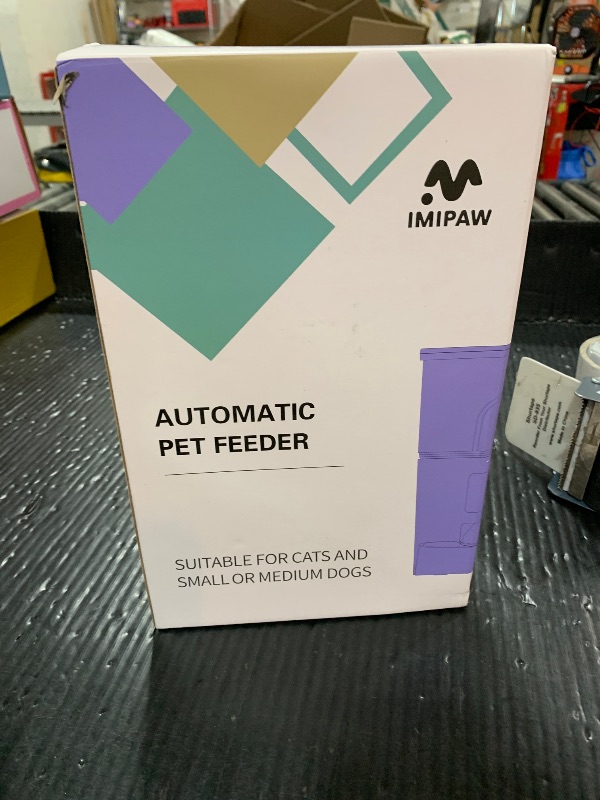 IMIPAW
AUTOMATIC
PET FEEDER
SUITABLE FOR CATS AND
SMALL OR MEDIUM DOGS